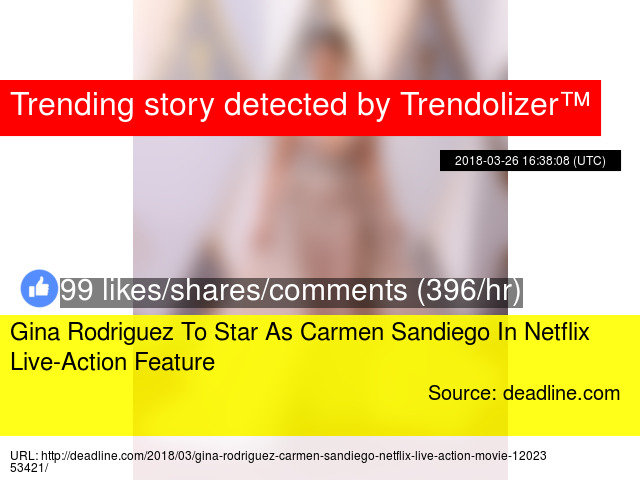 Trending story detected by Trendolizer™
2018-03-26 16:38:08 (UTC)
99 likes/shares/comments (396/hr)
Gina Rodriguez To Star As Carmen Sandiego In Netflix
Live-Action Feature
Source: deadline.com
URL: http://deadline.com/2018/03/gina-rodriguez-carmen-sandiego-netflix-live-action-movie-12023
53421/